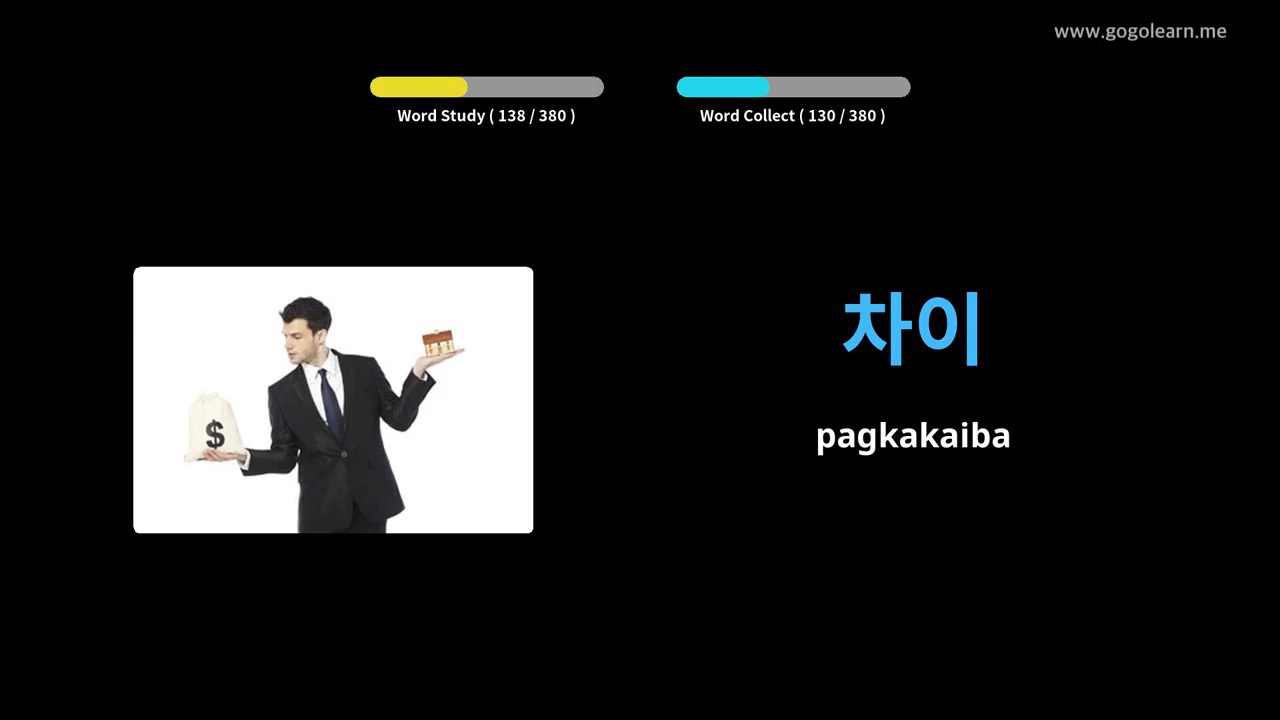 www.gogolearn.me
Word Study ( 138 / 380 )
Word Collect ( 130 / 380 )
$
차이
pagkakaiba